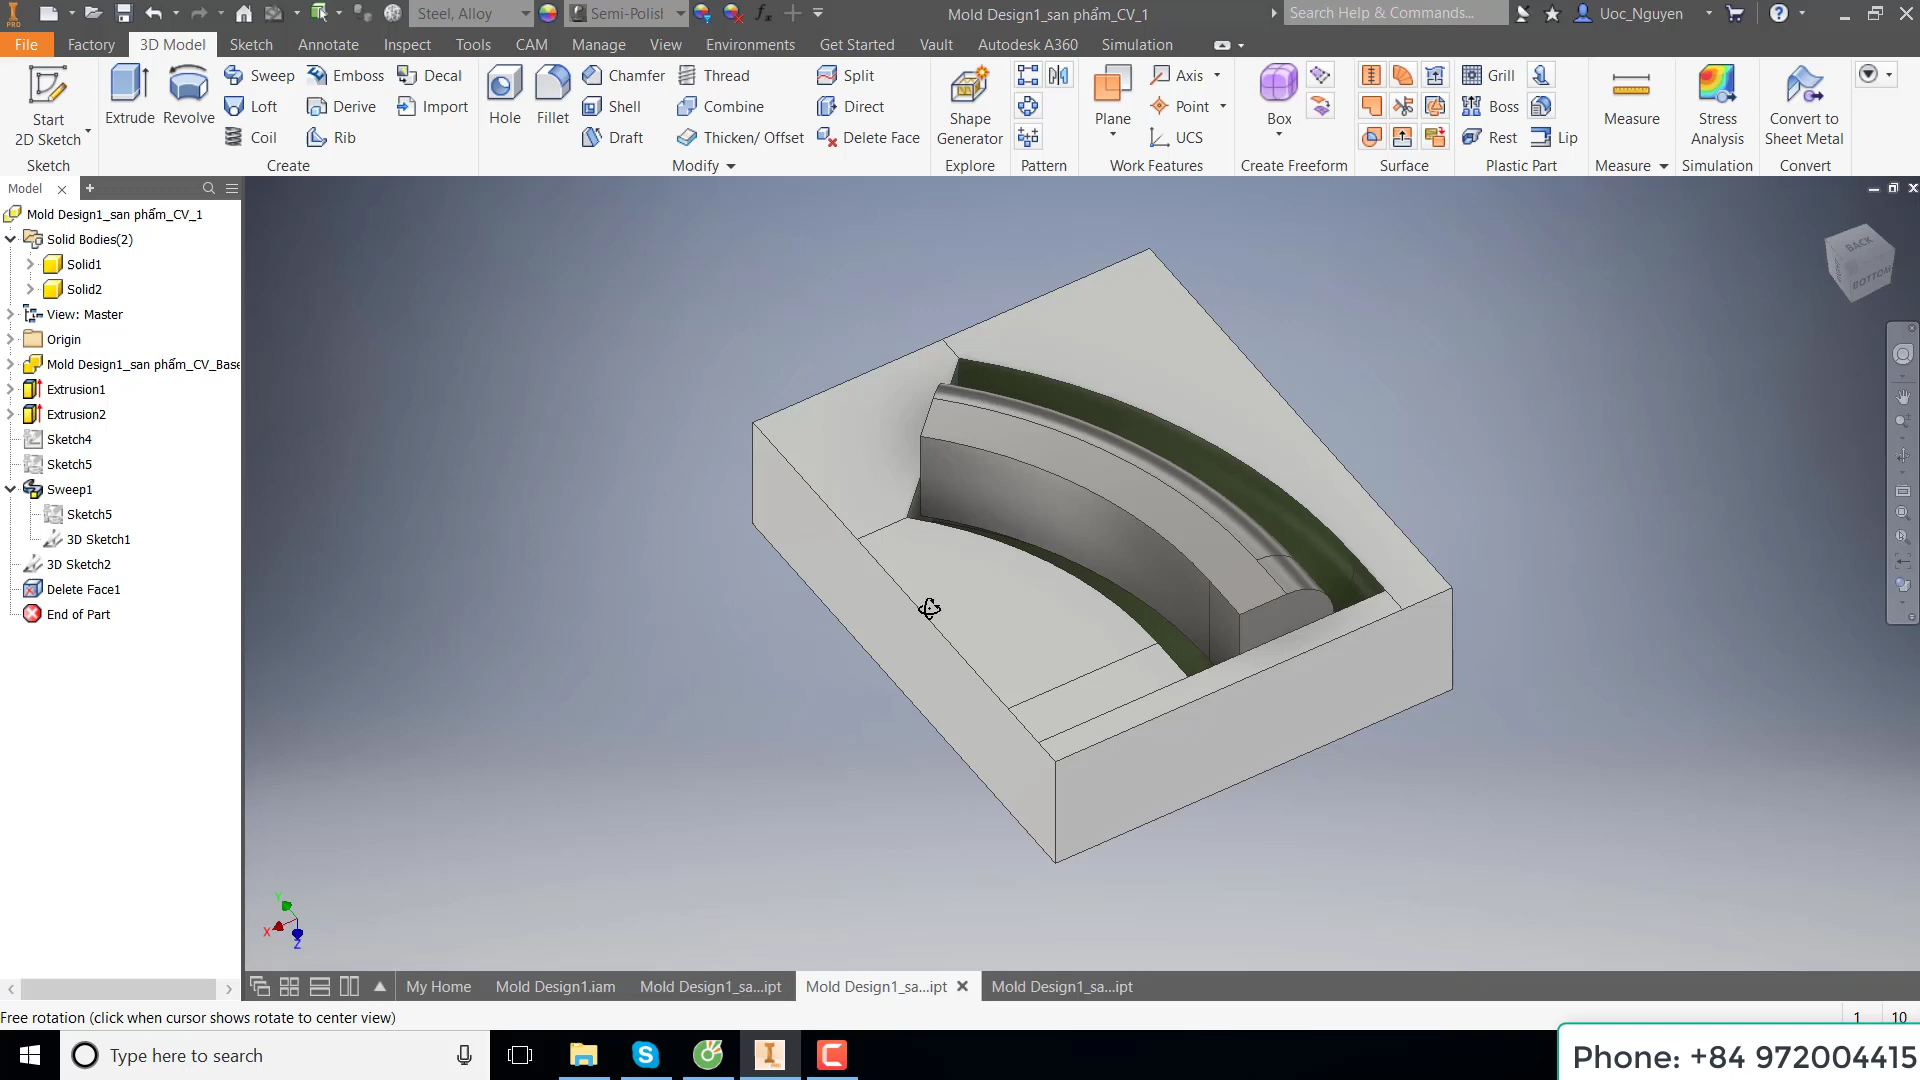 PRO
Steel, Alloy
Semi-Polish
Mold Design1_san phẩm_CV_1
Search Help & Commands...
Uoc_Nguyen
File Factory 3D Model Sketch Annotate Inspect Tools CAM Manage View Environments Get Started Vault Autodesk A360 Simulation
Start
2D Sketch
Sketch
Extrude Revolve
Sweep Emboss Decal
Loft Derive Import
Coil Rib
Create
Hole Fillet
Chamfer Thread Split
Shell Combine Direct
Draft Thicken/ Offset Delete Face
Modify
Shape
Generator
Explore
Pattern
Plane
Axis
Point
UCS
Work Features
Box
Create Freeform
Surface
Grill
Boss
Rest Lip
Plastic Part
Measure
Measure
Stress
Analysis
Simulation
Convert to
Sheet Metal
Convert
Model
Mold Design1_san phẩm_CV_1
Solid Bodies(2)
Solid1
Solid2
View: Master
Origin
Mold Design1_san phẩm_CV_Base
Extrusion1
Extrusion2
Sketch4
Sketch5
Sweep1
Sketch5
3D Sketch1
3D Sketch2
Delete Face1
End of Part
BACK
BOTTOM
Y
X
Z
My Home Mold Design1.iam Mold Design1_sa...ipt Mold Design1_sa...ipt Mold Design1_sa...ipt
Free rotation (click when cursor shows rotate to center view)
1 10
Type here to search
Phone: +84 972004415